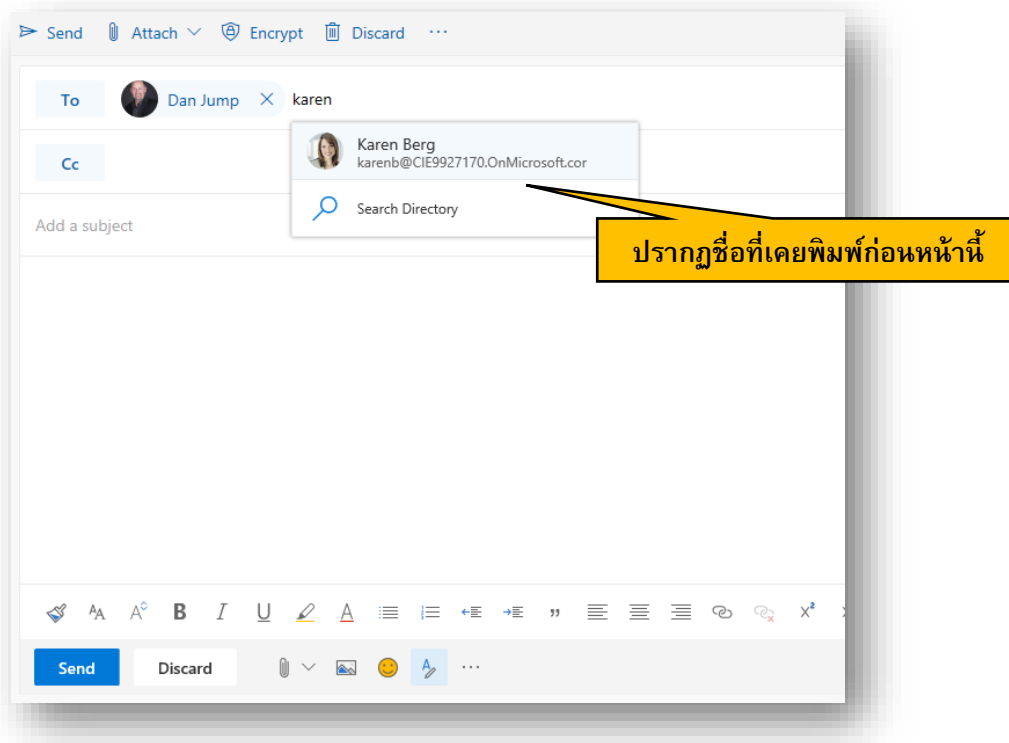 Send Attach Encrypt Discard ...
To Dan Jump karen
Karen Berg
karenb@CIE9927170.OnMicrosoft.cor
Cc
Search Directory
Add a subject
ปรากฏชื่อที่เคยพิมพ์ก่อนหน้านี้
AA A B I U A x²
Send Discard ...